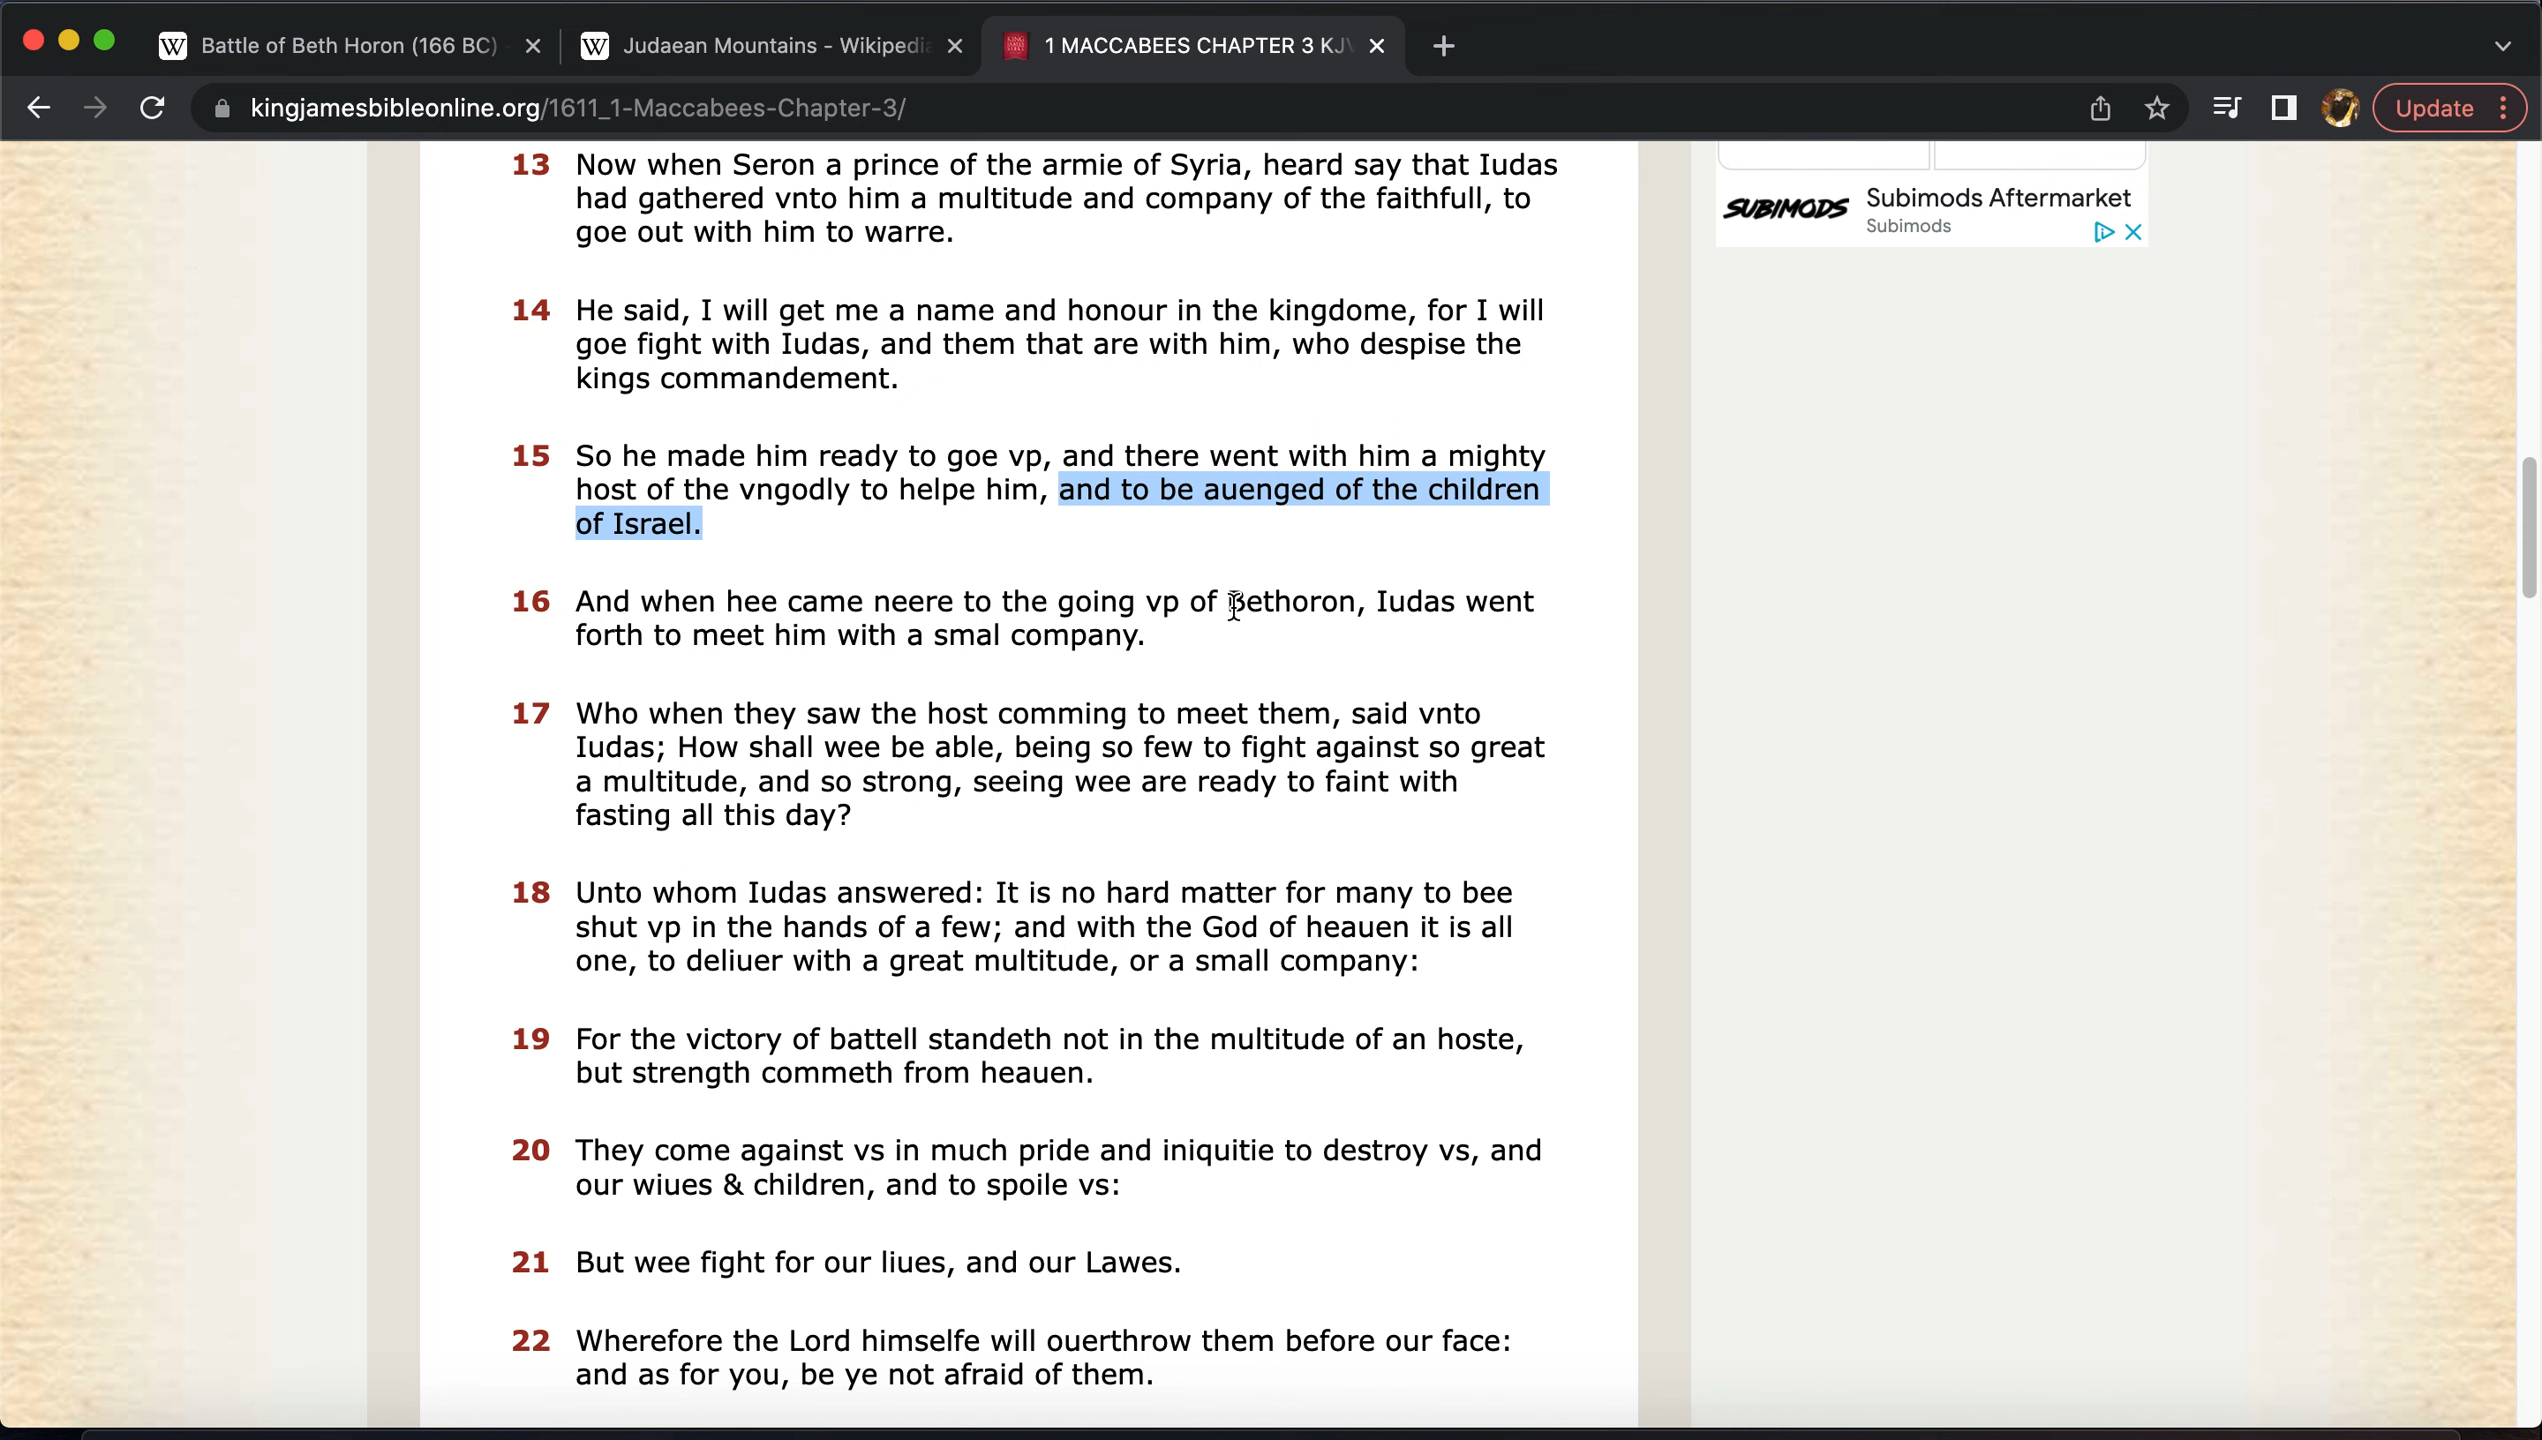 Battle of Beth Horon (166 BC) -
Judaean Mountains - Wikipedia
1 MACCABEES CHAPTER 3 KJV
kingjamesbibleonline.org/1611_1-Maccabees-Chapter-3/
Update
13 Now when Seron a prince of the armie of Syria, heard say that Iudas
had gathered vnto him a multitude and company of the faithfull, to
goe out with him to warre.
14 He said, I will get me a name and honour in the kingdome, for I will
goe fight with Iudas, and them that are with him, who despise the
kings commandement.
15 So he made him ready to goe vp, and there went with him a mighty
host of the vngodly to helpe him, and to be auenged of the children
of Israel.
16 And when hee came neere to the going vp of Bethoron, Iudas went
forth to meet him with a smal company.
17 Who when they saw the host comming to meet them, said vnto
Iudas; How shall wee be able, being so few to fight against so great
a multitude, and so strong, seeing wee are ready to faint with
fasting all this day?
18 Unto whom Iudas answered: It is no hard matter for many to bee
shut vp in the hands of a few; and with the God of heauen it is all
one, to deliuer with a great multitude, or a small company:
19 For the victory of battell standeth not in the multitude of an hoste,
but strength commeth from heauen.
20 They come against vs in much pride and iniquitie to destroy vs, and
our wiues & children, and to spoile vs:
21 But wee fight for our liues, and our Lawes.
22 Wherefore the Lord himselfe will ouerthrow them before our face:
and as for you, be ye not afraid of them.
SUBIMODS
Subimods Aftermarket
Subimods